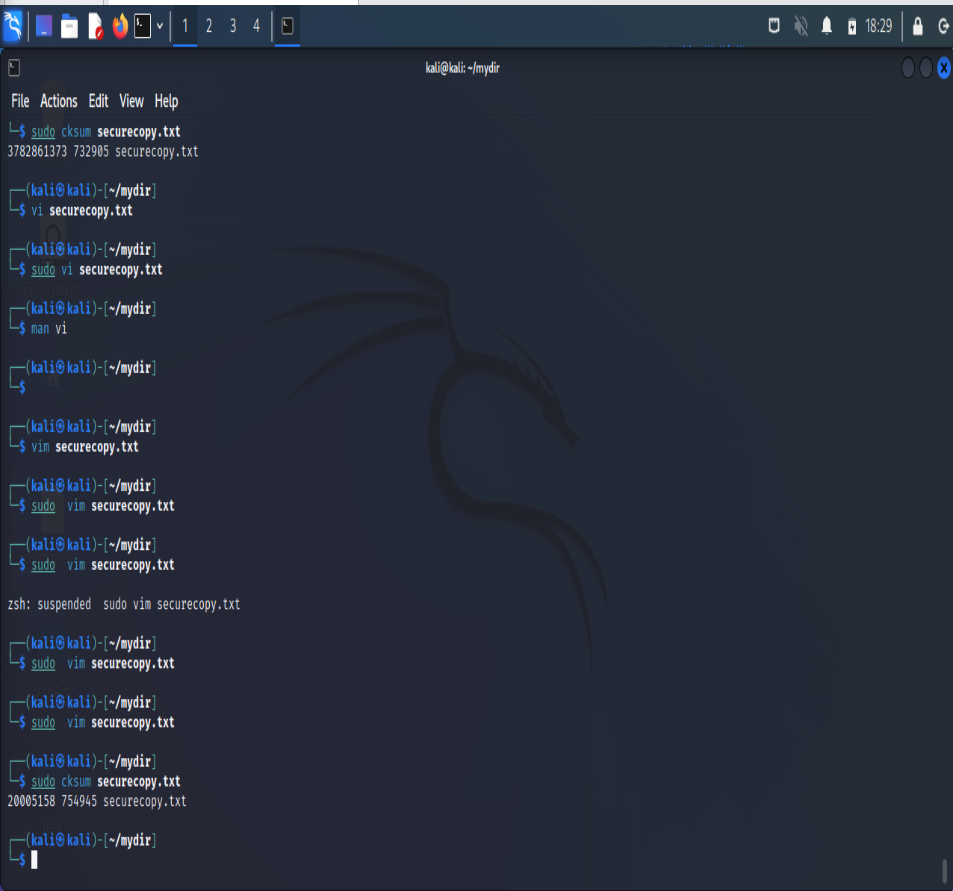 1 2 3 4 18:29
kali@kali: ~/mydir
File Actions Edit View Help
└─$ sudo cksum securecopy.txt
3782861373 732905 securecopy.txt
┌──(kali㉿kali)-[~/mydir]
└─$ vi securecopy.txt
┌──(kali㉿kali)-[~/mydir]
└─$ sudo vi securecopy.txt
┌──(kali㉿kali)-[~/mydir]
└─$ man vi
┌──(kali㉿kali)-[~/mydir]
└─$
┌──(kali㉿kali)-[~/mydir]
└─$ vim securecopy.txt
┌──(kali㉿kali)-[~/mydir]
└─$ sudo  vim securecopy.txt
┌──(kali㉿kali)-[~/mydir]
└─$ sudo  vim securecopy.txt
zsh: suspended  sudo vim securecopy.txt
┌──(kali㉿kali)-[~/mydir]
└─$ sudo  vim securecopy.txt
┌──(kali㉿kali)-[~/mydir]
└─$ sudo  vim securecopy.txt
┌──(kali㉿kali)-[~/mydir]
└─$ sudo cksum securecopy.txt
20005158 754945 securecopy.txt
┌──(kali㉿kali)-[~/mydir]
└─$